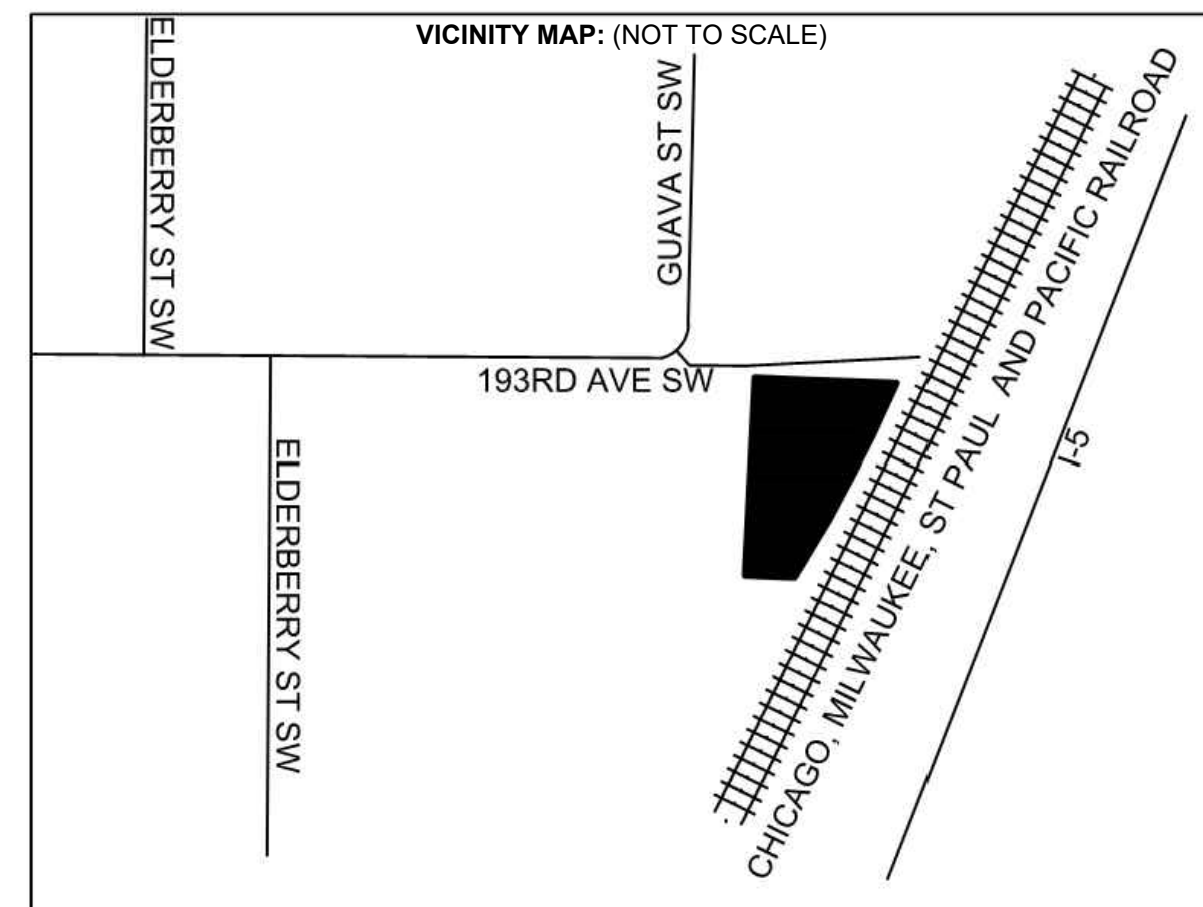 VICINITY MAP: (NOT TO SCALE)
ELDERBERRY ST SW
GUAVA ST SW
CHICAGO, MILWAUKEE, ST PAUL AND PACIFIC RAILROAD
193RD AVE SW
I-5
ELDERBERRY ST SW